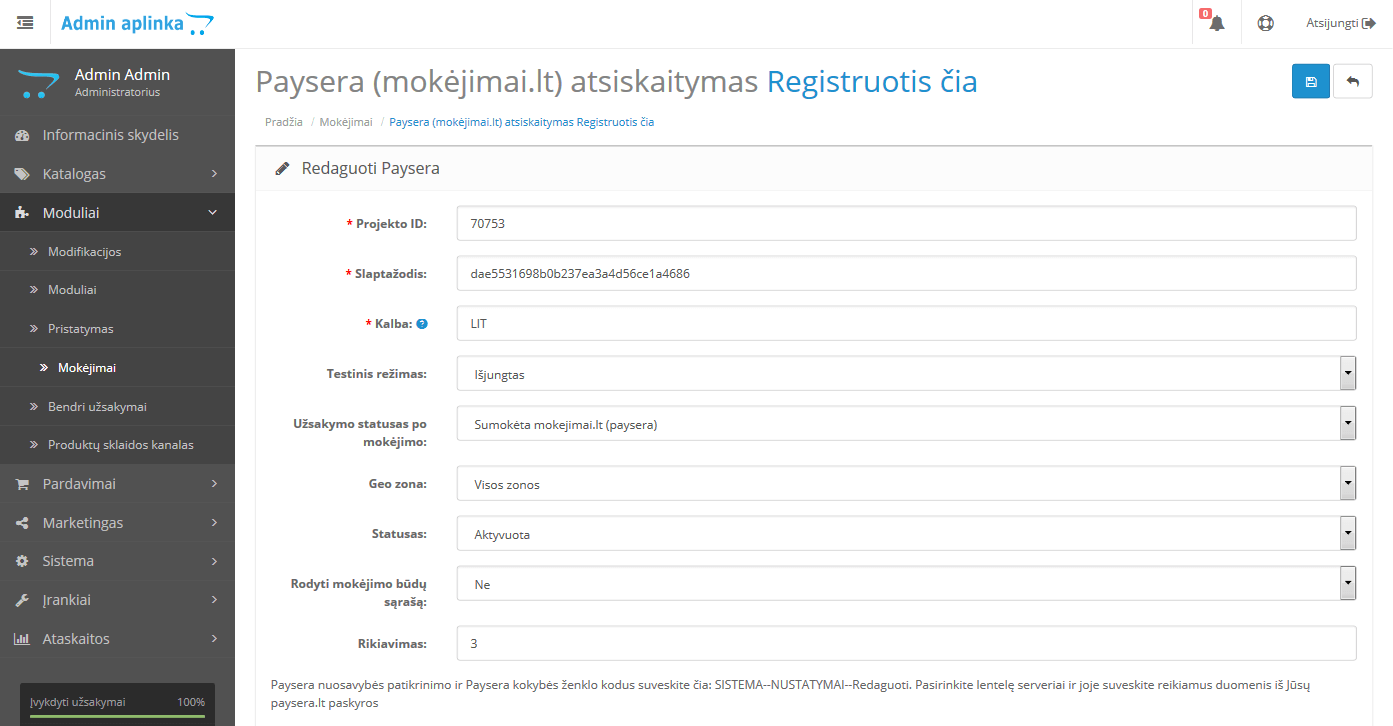 Admin aplinka
0
Atsijungti
Admin Admin
Administratorius
Informacinis skydelis
Katalogas
Moduliai
Modifikacijos
Moduliai
Pristatymas
Mokėjimai
Bendri užsakymai
Produktų sklaidos kanalas
Pardavimai
Marketingas
Sistema
Įrankiai
Ataskaitos
Įvykdyti užsakymai 100%
Paysera (mokėjimai.lt) atsiskaitymas Registruotis čia
Pradžia / Mokėjimai / Paysera (mokėjimai.lt) atsiskaitymas Registruotis čia
Redaguoti Paysera
* Projekto ID: 70753
* Slaptažodis: dae5531698b0b237ea3a4d56ce1a4686
* Kalba: ? LIT
Testinis režimas: Išjungtas
Užsakymo statusas po
mokėjimo:
Sumokėta mokejimai.lt (paysera)
Geo zona: Visos zonos
Statusas: Aktyvuota
Rodyti mokėjimo būdų
sąrašą:
Ne
Rikiavimas: 3
Paysera nuosavybės patikrinimo ir Paysera kokybės ženklo kodus suveskite čia: SISTEMA--NUSTATYMAI--Redaguoti. Pasirinkite lentelę serveriai ir joje suveskite reikiamus duomenis iš Jūsų
paysera.lt paskyros